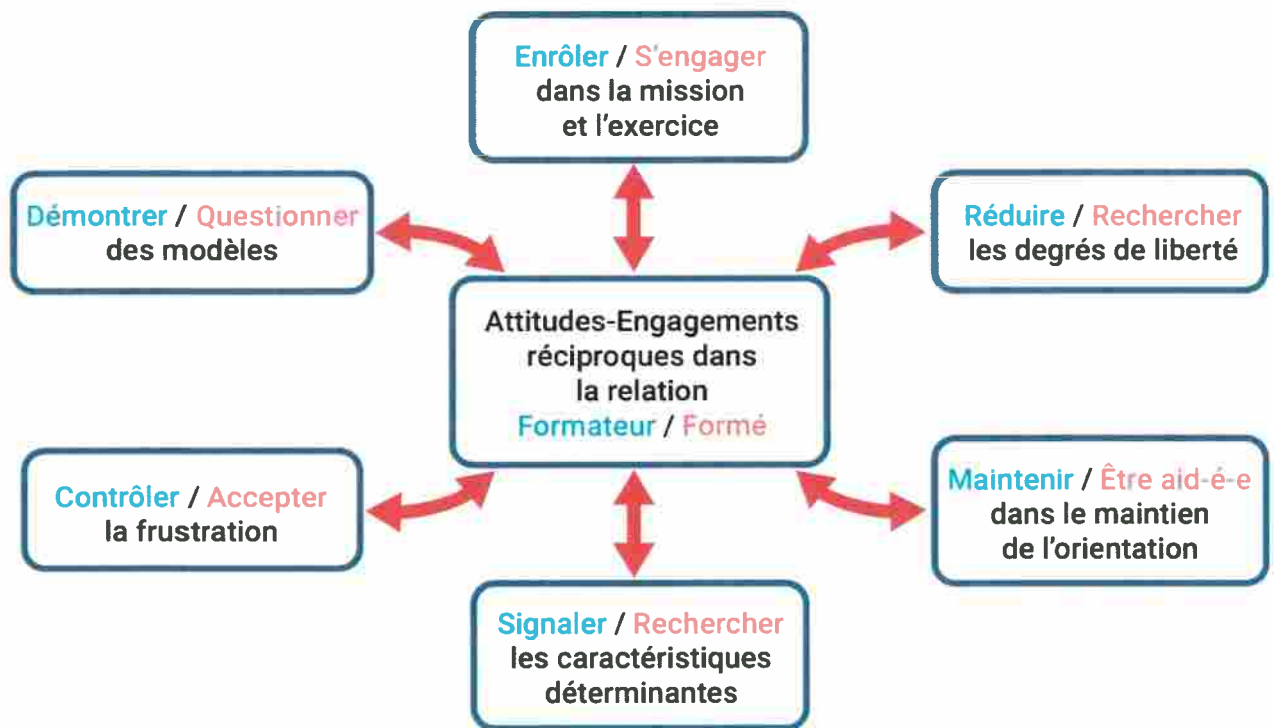 Enrôler / S'engager
dans la mission
et l'exercice
Démontrer / Questionner
des modèles
Réduire / Rechercher
les degrés de liberté
Attitudes-Engagements
réciproques dans
la relation
Formateur / Formé
Contrôler / Accepter
la frustration
Maintenir / Être aid-é-e
dans le maintien
de l'orientation
Signaler / Rechercher
les caractéristiques
déterminantes